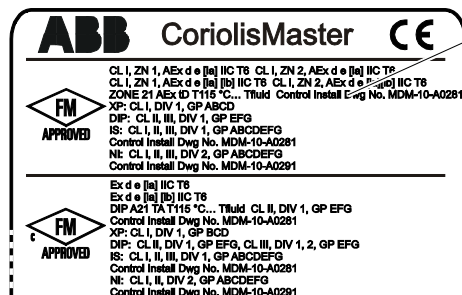 ABB CoriolisMaster CE
CL I, ZN 1, AEx d e [ia] IIC T6 CL I, ZN 2, AEx d e [ia] IIC T6
CL I, ZN 1, AEx d e [ia] [ib] IIC T6 CL I, ZN 2, AEx d e IIC T6
ZONE 21 AEx tD T115 °C... Tfluid Control Install No. MDM-10-A0281
XP: CL I, DIV 1, GP ABCD
DIP: CL II, III, DIV 1, GP EFG
IS: CL I, II, III, DIV 1, GP ABCDEFG
Control Install Dwg No. MDM-10-A0281
NI: CL I, II, III, DIV 2, GP ABCDEFG
Control Install Dwg No. MDM-10-A0291
FM
APPROVED
Ex d e [ia] IIC T6
Ex d e [ia] [ib] IIC T6
DIP A21 TA T115 °C... Tfluid CL II, DIV 1, GP EFG
Control Install Dwg No. MDM-10-A0281
XP: CL I, DIV 1, GP BCD
DIP: CL II, DIV 1, GP EFG, CL III, DIV 1, 2, GP EFG
IS: CL I, II, III, DIV 1, GP ABCDEFG
Control Install Dwg No. MDM-10-A0281
NI: CL I, II, DIV 2, GP ABCDEFG
Control Install Dwg No. MDM-10-A0291
FM
c APPROVED